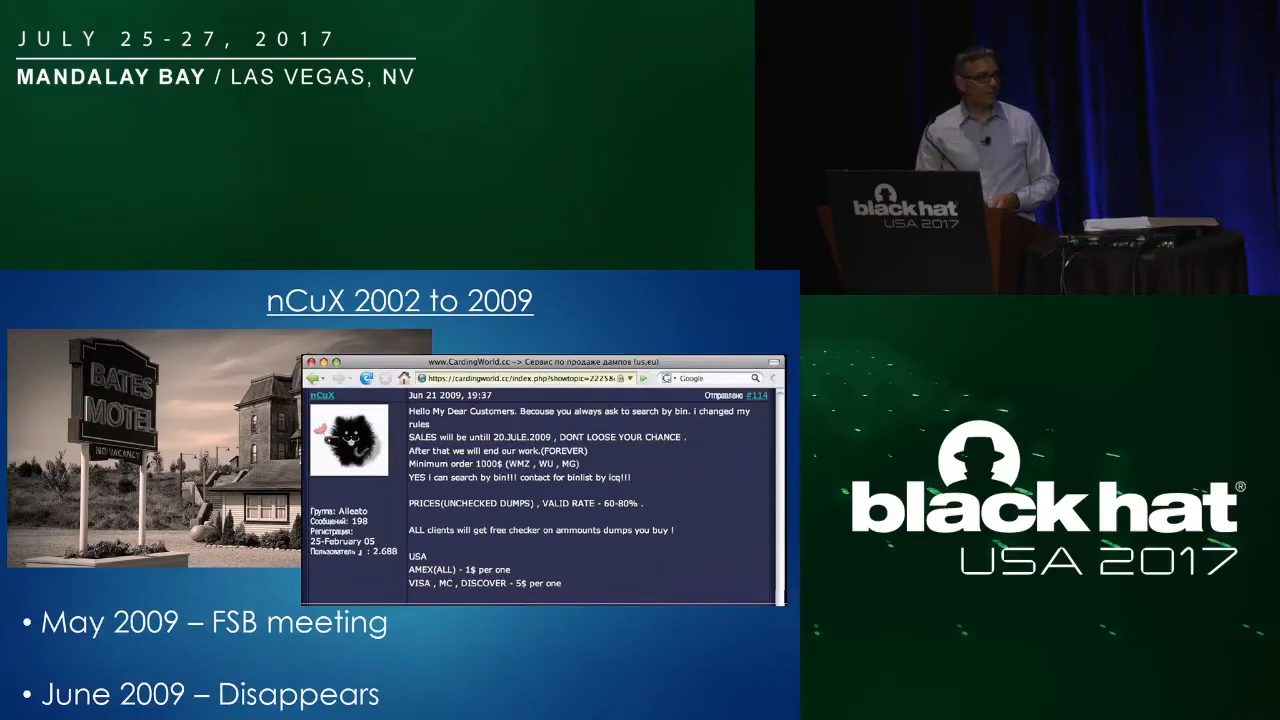 JULY 25-27, 2017
MANDALAY BAY / LAS VEGAS, NV
black hat
USA 2017
nCuX 2002 to 2009
BATES
MOTEL
NO VACANCY
www.CardingWorld.cc -> Сервис по продаже дампов (us,eu)
https://cardingworld.cc/index.php?showtopic=22258
Google
nCuX
Jun 21 2009, 19:37
Отправлено #114
Hello My Dear Customers. Becouse you always ask to search by bin. i changed my
rules
SALES will be untill 20.JULE.2009 , DONT LOOSE YOUR CHANCE .
After that we will end our work.(FOREVER)
Minimum order 1000$ (WMZ , WU , MG)
YES i can search by bin!!! contact for binlist by icq!!!
PRICES(UNCHECKED DUMPS) , VALID RATE - 60-80% .
ALL clients will get free checker on ammounts dumps you buy !
USA
AMEX(ALL) - 1$ per one
VISA , MC , DISCOVER - 5$ per one
Группа:
Сообщений: 198
Регистрация:
25-February 05
Пользователь : 2.688
• May 2009 – FSB meeting
• June 2009 – Disappears
black hat®
USA 2017